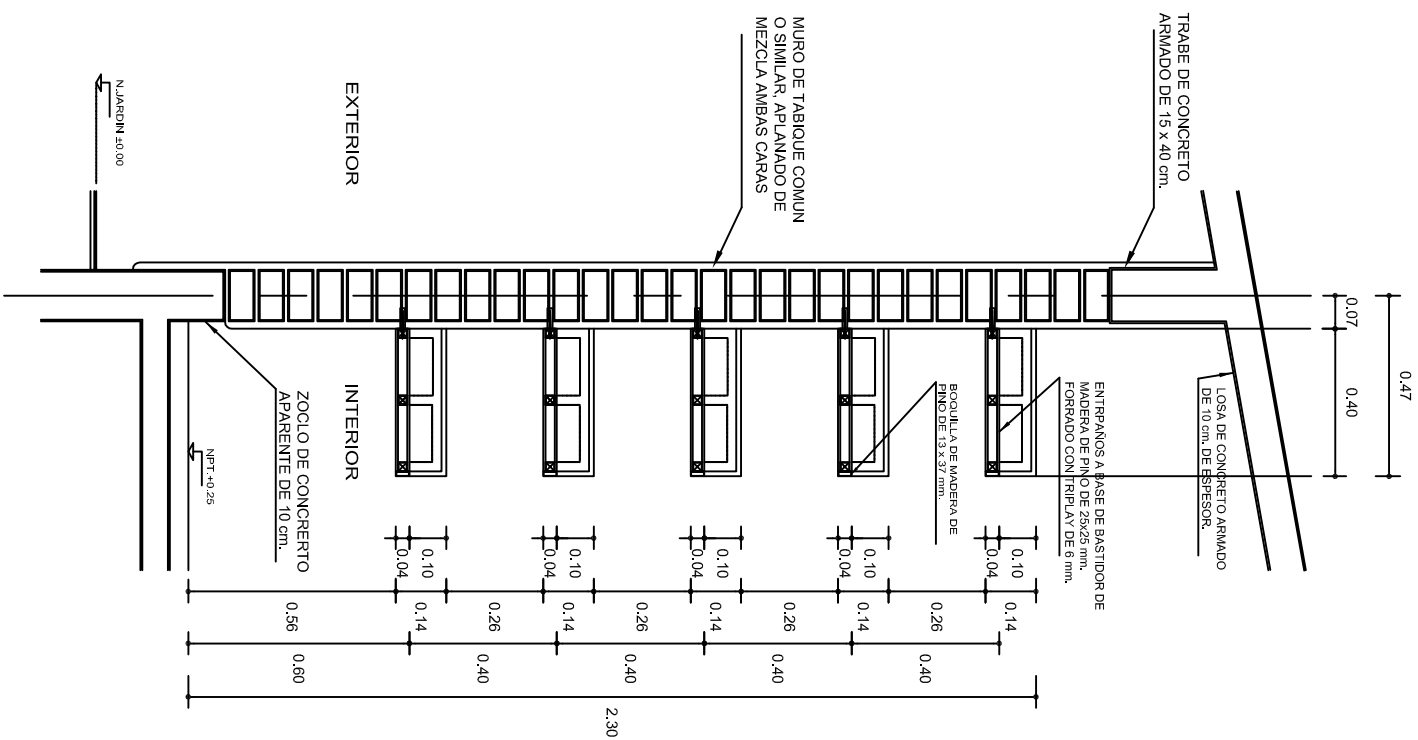 TRABE DE CONCRETO
ARMADO DE 15 x 40 cm.
MURO DE TABIQUE COMUN
O SIMILAR, APLANADO DE
MEZCLA AMBAS CARAS
EXTERIOR
N.JARDIN ±0.00
0.47
0.07
0.40
LOSA DE CONCRETO ARMADO
DE 10 cm. DE ESPESOR.
ENTRPAÑOS A BASE DE BASTIDOR DE
MADERA DE PINO DE 25x25 mm.
FORRADO CON TRIPLAY DE 6 mm.
BOQUILLA DE MADERA DE
PINO DE 13 x 37 mm.
INTERIOR
ZOCLO DE CONCRERTO
APARENTE DE 10 cm.
NPT.+0.25
0.10
0.04
0.10
0.04
0.10
0.04
0.10
0.04
0.10
0.04
0.14
0.26
0.14
0.26
0.14
0.26
0.14
0.26
0.14
0.56
0.40
0.40
0.40
0.40
0.60
2.30